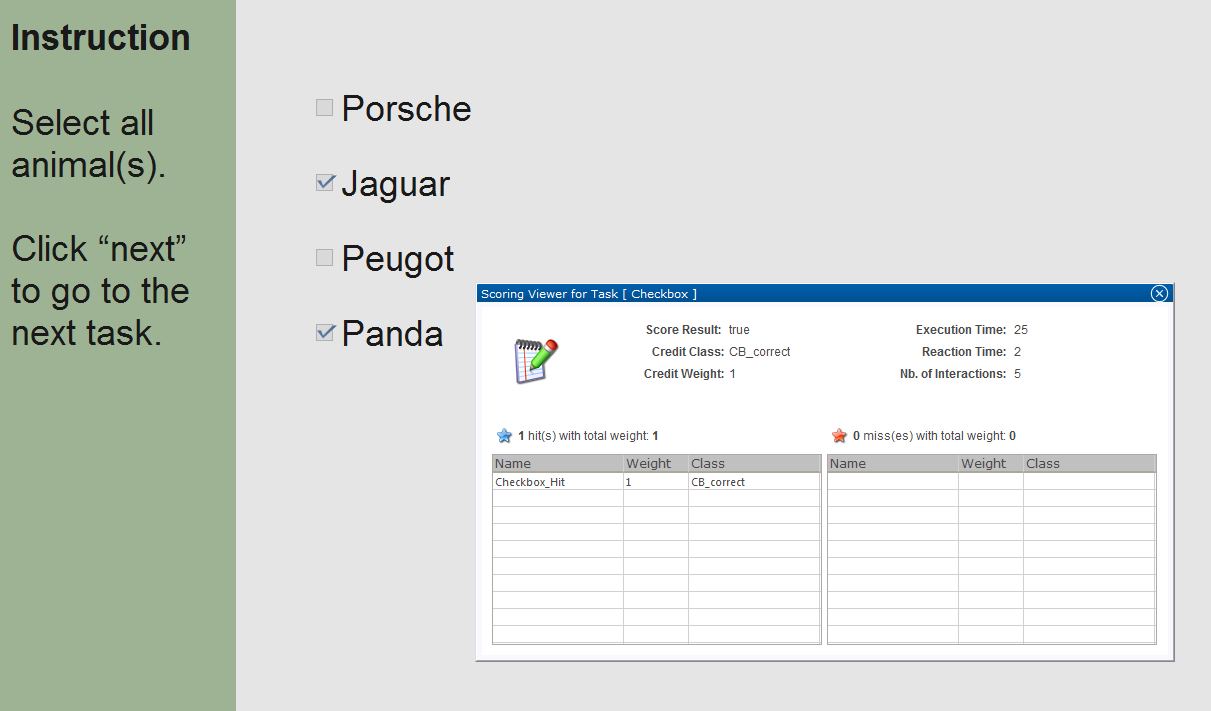 Instruction
Select all
animal(s).
Click “next”
to go to the
next task.
Porsche
Jaguar
Peugot
Panda
Scoring Viewer for Task [ Checkbox ]
Score Result: true
Credit Class: CB_correct
Credit Weight: 1
Execution Time: 25
Reaction Time: 2
Nb. of Interactions: 5
1 hit(s) with total weight: 1
Name Weight Class
Checkbox_Hit 1 CB_correct
0 miss(es) with total weight: 0
Name Weight Class